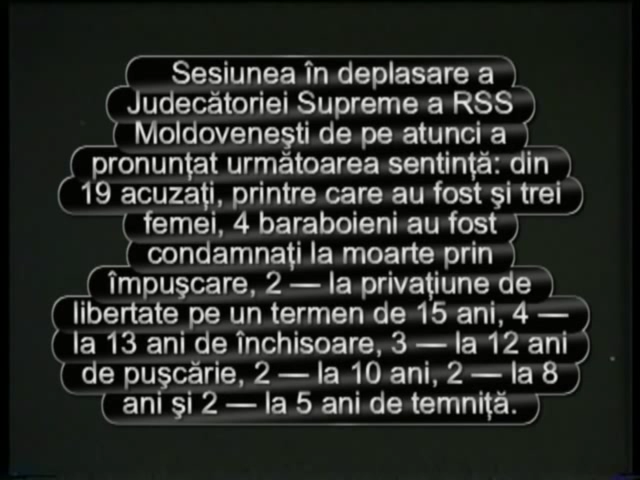 Sesiunea în deplasare a
Judecătoriei Supreme a RSS
Moldoveneşti de pe atunci a
pronunţat următoarea sentinţă: din
19 acuzaţi, printre care au fost şi trei
femei, 4 baraboieni au fost
condamnaţi la moarte prin
împuşcare, 2 — la privaţiune de
libertate pe un termen de 15 ani, 4 —
la 13 ani de închisoare, 3 — la 12 ani
de puşcărie, 2 — la 10 ani, 2 — la 8
ani şi 2 — la 5 ani de temniţă.